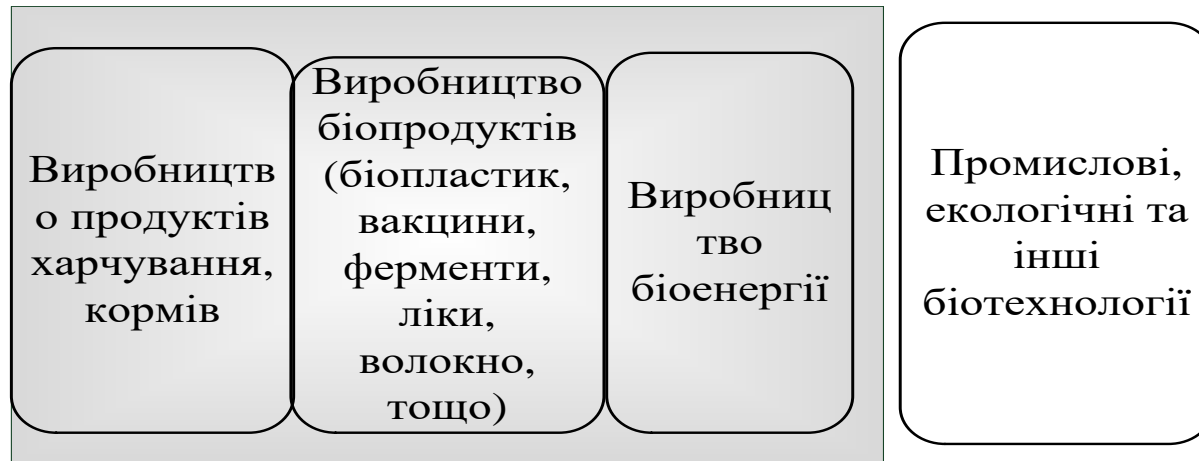 Виробництв
о продуктів
харчування,
кормів
Виробництво
біопродуктів
(біопластик,
вакцини,
ферменти,
ліки,
волокно,
тощо)
Виробниц
тво
біоенергії
Промислові,
екологічні та
інші
біотехнології